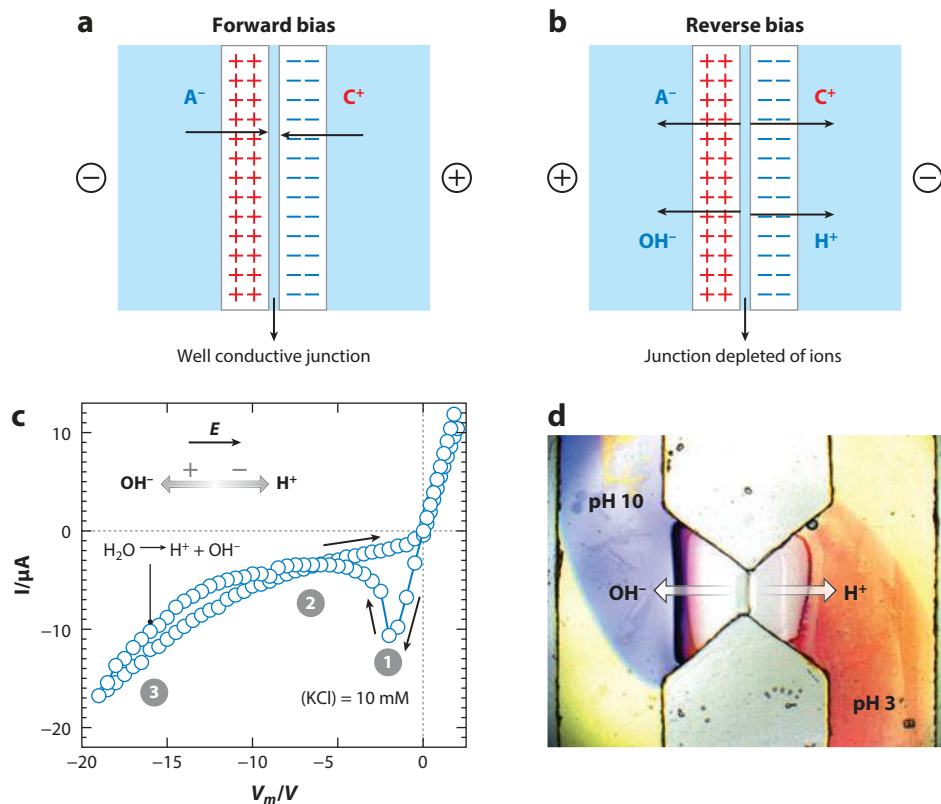 a
Forward bias
A⁻
C⁺
−
+
Well conductive junction
b
Reverse bias
A⁻
C⁺
+
−
OH⁻
H⁺
Junction depleted of ions
c
E
+ −
OH⁻ H⁺
H₂O → H⁺ + OH⁻
1
2
3
(KCl) = 10 mM
I/μA
10
0
−10
−20
−20 −15 −10 −5 0
Vₘ/V
d
pH 10
OH⁻ H⁺
pH 3